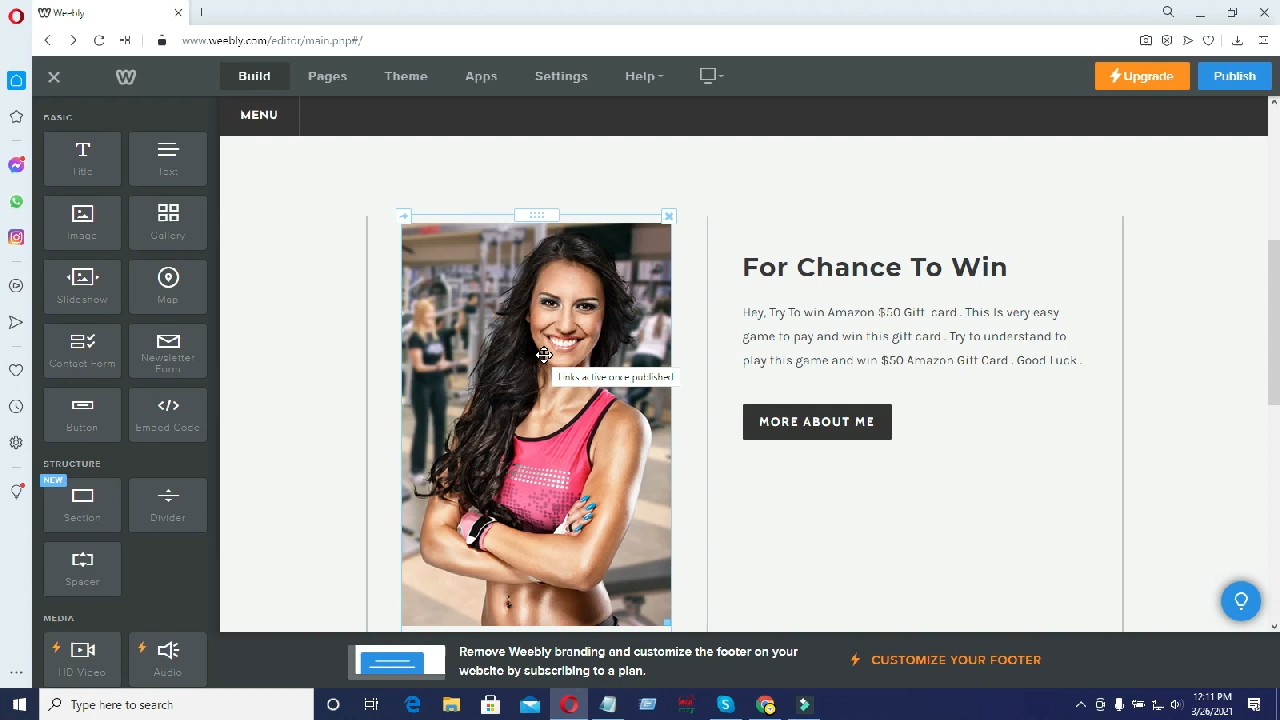 Weebly
www.weebly.com/editor/main.php#/
Build
Pages
Theme
Apps
Settings
Help
Upgrade
Publish
BASIC
Title
Text
Image
Gallery
Slideshow
Map
Contact Form
Newsletter
Form
Button
Embed Code
STRUCTURE
NEW
Section
Divider
Spacer
MEDIA
HD Video
Audio
MENU
Links active once published
For Chance To Win
Hey, Try To win Amazon $50 Gift card . This Is very easy
game to pay and win this gift card . Try to understand to
play this game and win $50 Amazon Gift Card . Good Luck .
MORE ABOUT ME
Remove Weebly branding and customize the footer on your
website by subscribing to a plan.
CUSTOMIZE YOUR FOOTER
Type here to search
12:11 PM
3/26/2021